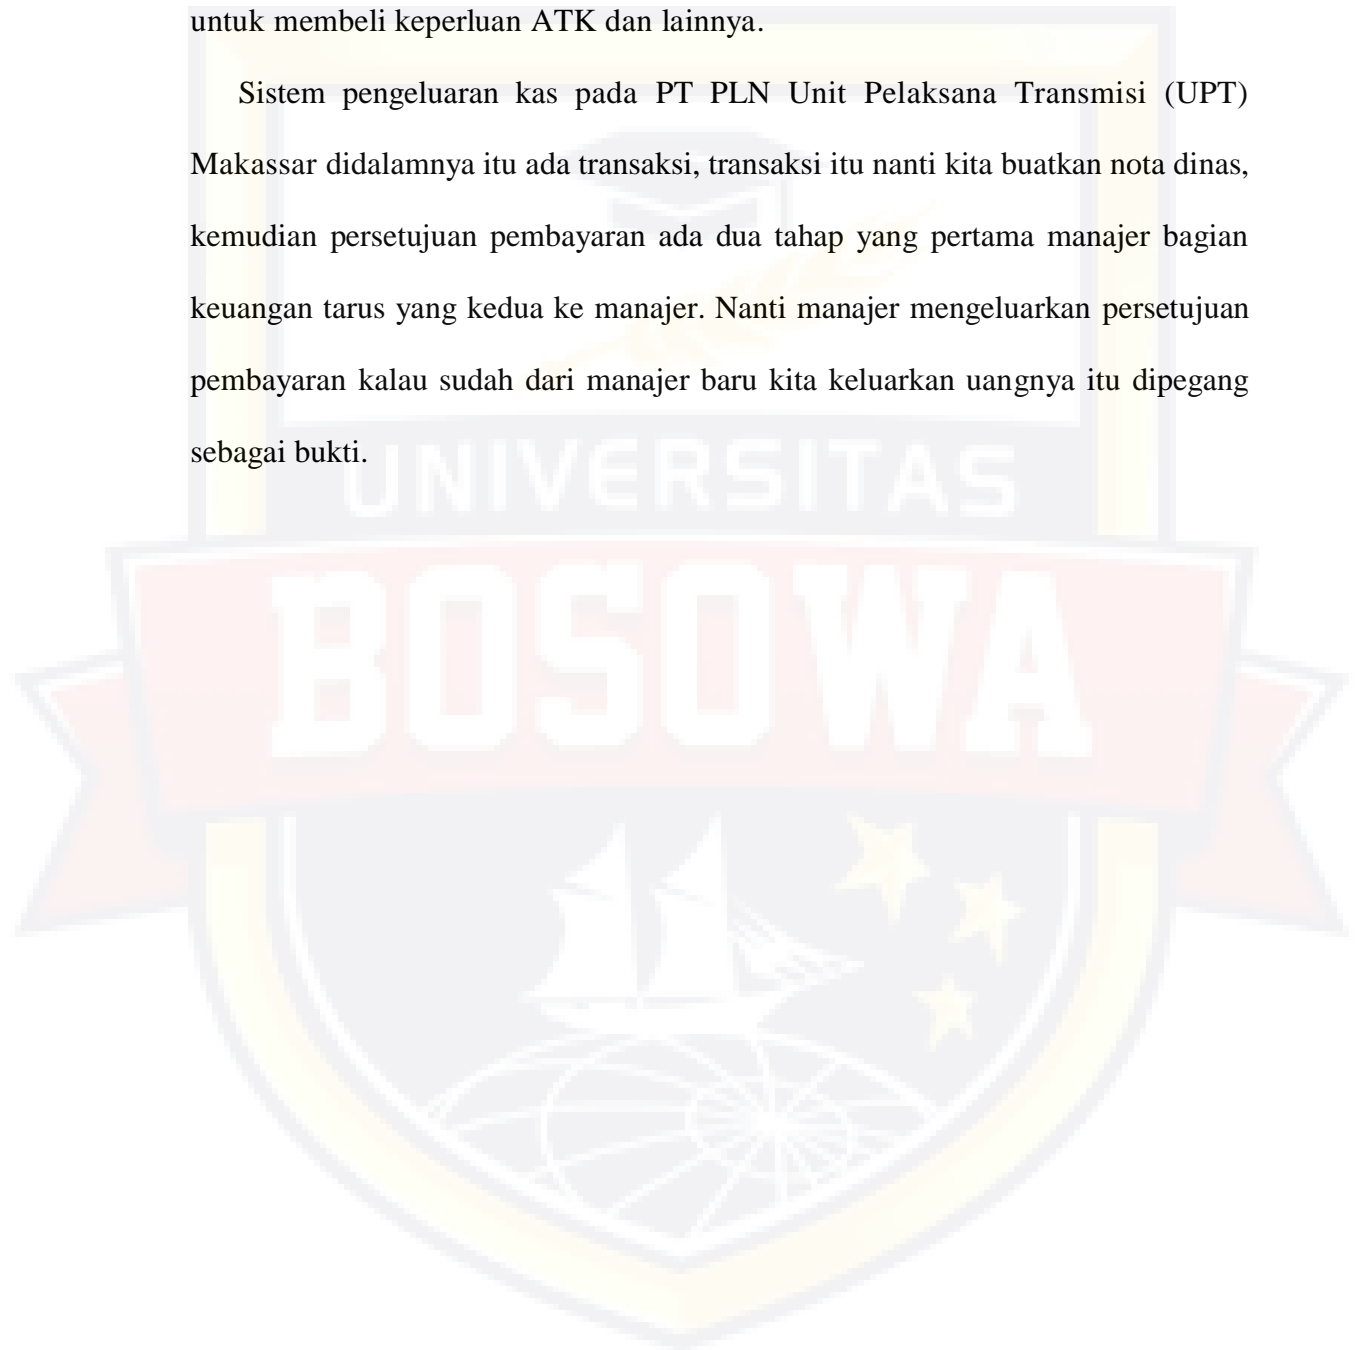 untuk membeli keperluan ATK dan lainnya.
Sistem pengeluaran kas pada PT PLN Unit Pelaksana Transmisi (UPT)
Makassar didalamnya itu ada transaksi, transaksi itu nanti kita buatkan nota dinas,
kemudian persetujuan pembayaran ada dua tahap yang pertama manajer bagian
keuangan tarus yang kedua ke manajer. Nanti manajer mengeluarkan persetujuan
pembayaran kalau sudah dari manajer baru kita keluarkan uangnya itu dipegang
sebagai bukti.
UNIVERSITAS
BOSOWA